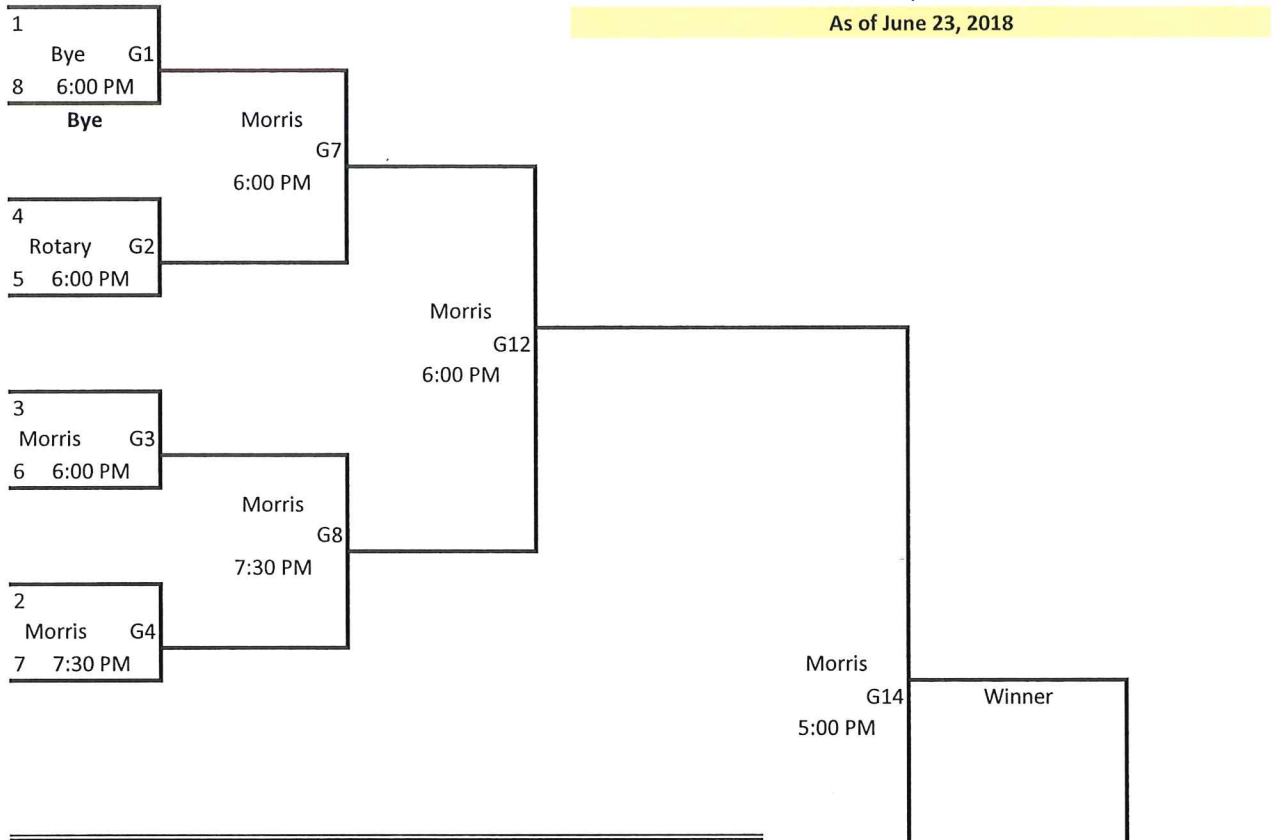 As of June 23, 2018
1
Bye G1
8 6:00 PM
Bye
Morris
G7
6:00 PM
4
Rotary G2
5 6:00 PM
Morris
G12
6:00 PM
3
Morris G3
6 6:00 PM
Morris
G8
7:30 PM
2
Morris G4
7 7:30 PM
Morris
G14
5:00 PM
Winner